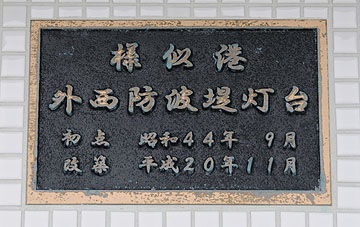 様似港
外西防波堤灯台
初点 昭和44年 9月
改築 平成20年11月